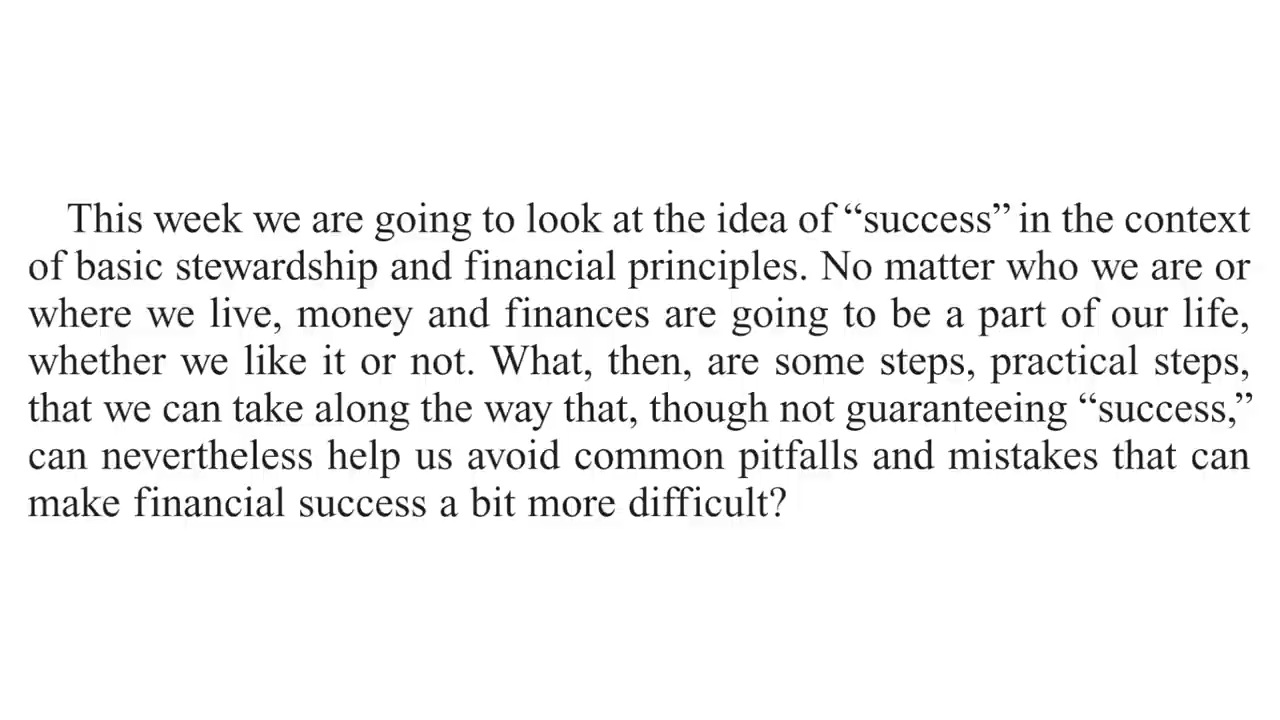 This week we are going to look at the idea of “success” in the context
of basic stewardship and financial principles. No matter who we are or
where we live, money and finances are going to be a part of our life,
whether we like it or not. What, then, are some steps, practical steps,
that we can take along the way that, though not guaranteeing “success,”
can nevertheless help us avoid common pitfalls and mistakes that can
make financial success a bit more difficult?